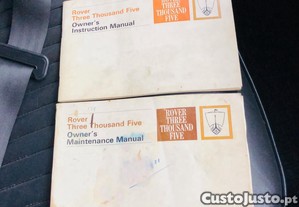 Rover
Three Thousand Five
Owner's
Instruction Manual
ROVER
THREE
THOUSAND
FIVE
Rover
Three Thousand Five
Owner's
Maintenance Manual
ROVER
THREE
THOUSAND
FIVE
CustoJusto.pt